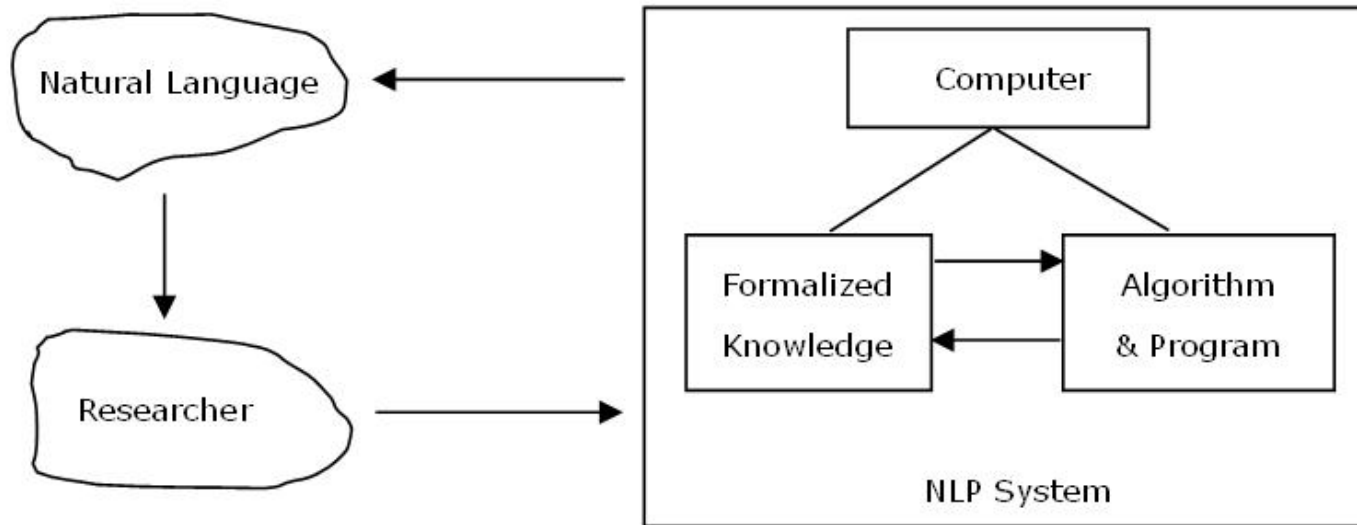 Natural Language
Researcher
Computer
Formalized
Knowledge
Algorithm
& Program
NLP System